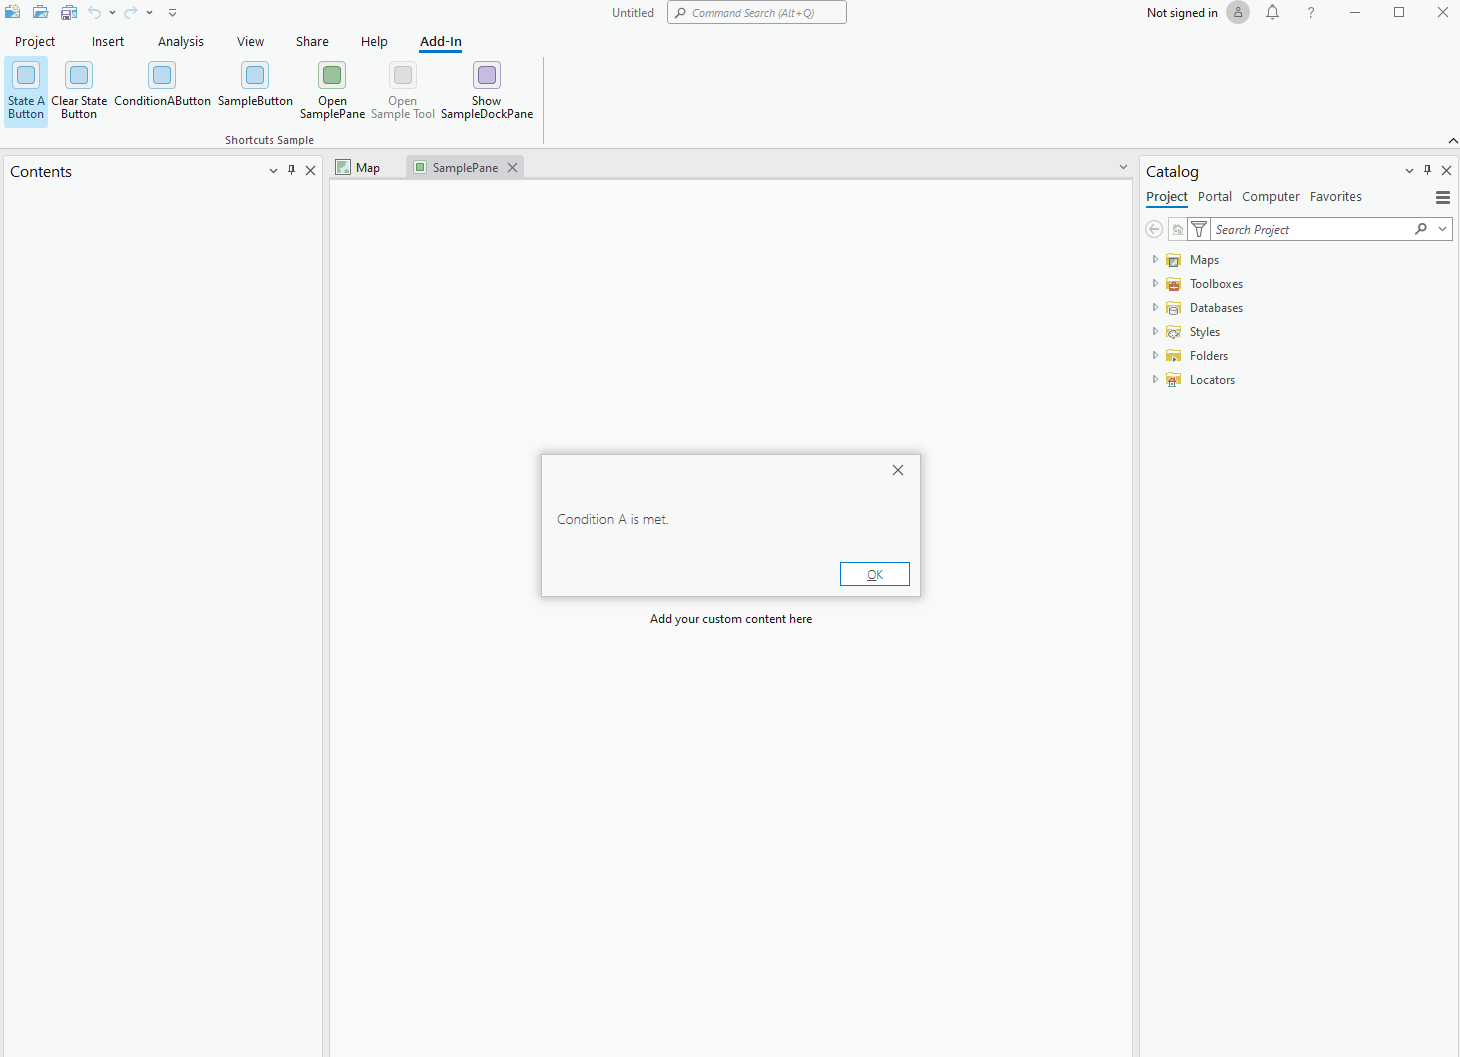 Untitled
Command Search (Alt+Q)
Not signed in
?
Project Insert Analysis View Share Help Add-In
State A Button
Clear State Button
ConditionAButton
SampleButton
Open SamplePane
Open Sample Tool
Show SampleDockPane
Shortcuts Sample
Contents
Map
SamplePane
Catalog
Project Portal Computer Favorites
Search Project
Maps
Toolboxes
Databases
Styles
Folders
Locators
Condition A is met.
OK
Add your custom content here